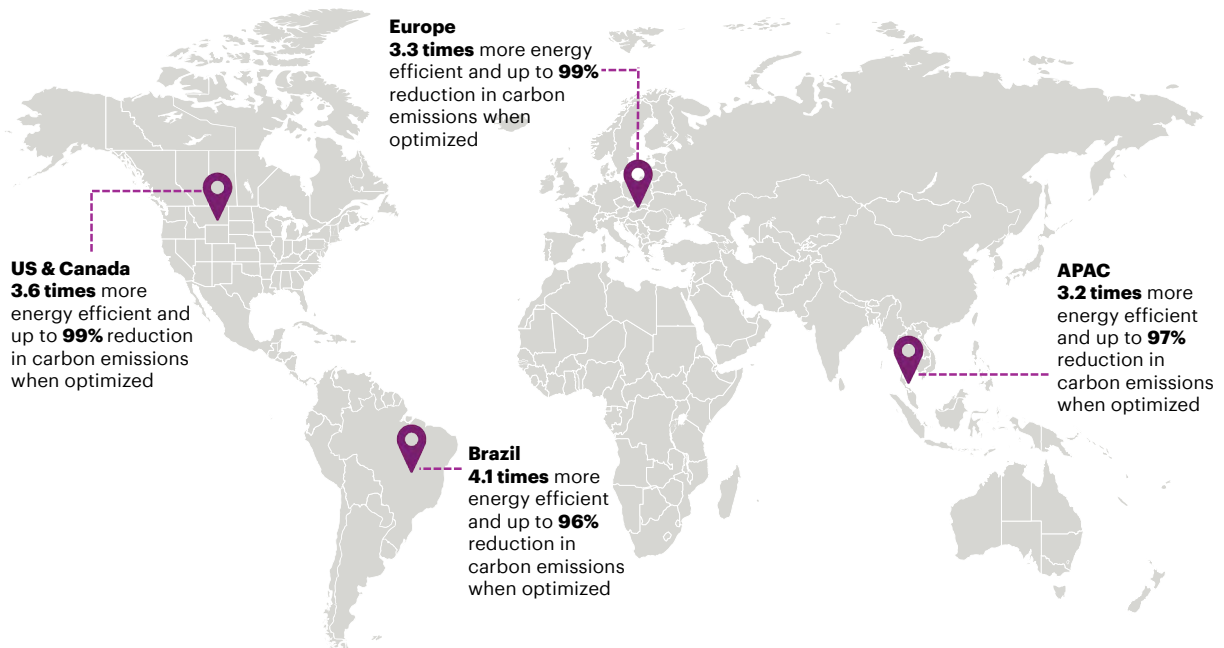 Europe
3.3 times more energy
efficient and up to 99%
reduction in carbon
emissions when
optimized
US & Canada
3.6 times more
energy efficient and
up to 99% reduction
in carbon emissions
when optimized
APAC
3.2 times more
energy efficient
and up to 97%
reduction in
carbon emissions
when optimized
Brazil
4.1 times more
energy efficient
and up to 96%
reduction in
carbon emissions
when optimized